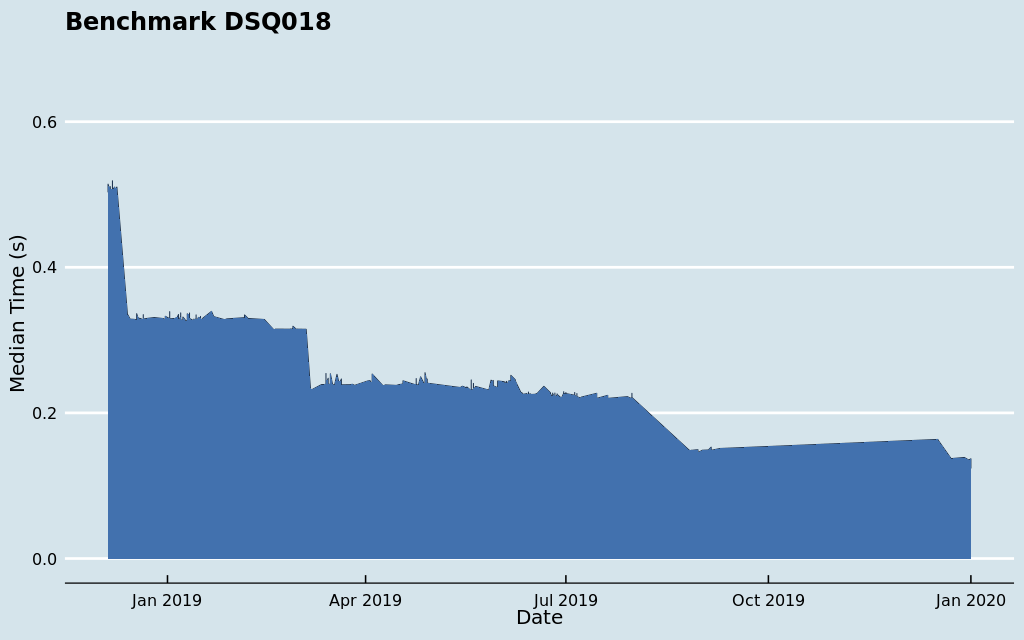 Benchmark DSQ018
Median Time (s)
0.6
0.4
0.2
0.0
Jan 2019
Apr 2019
Jul 2019
Oct 2019
Jan 2020
Date